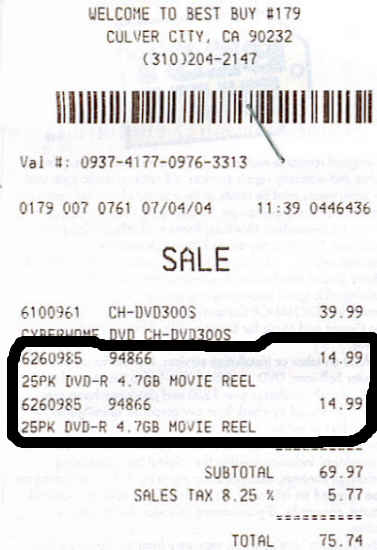 WELCOME TO BEST BUY #179
CULVER CITY, CA 90232
(310)204-2147
Val #: 0937-4177-0976-3313
0179 007 0761 07/04/04 11:39 0446436
SALE
6100961 CH-DVD300S 39.99
CYBERHOME DVD CH-DVD300S
6260985 94866 14.99
25PK DVD-R 4.7GB MOVIE REEL
6260985 94866 14.99
25PK DVD-R 4.7GB MOVIE REEL
SUBTOTAL 69.97
SALES TAX 8.25 % 5.77
TOTAL 75.74